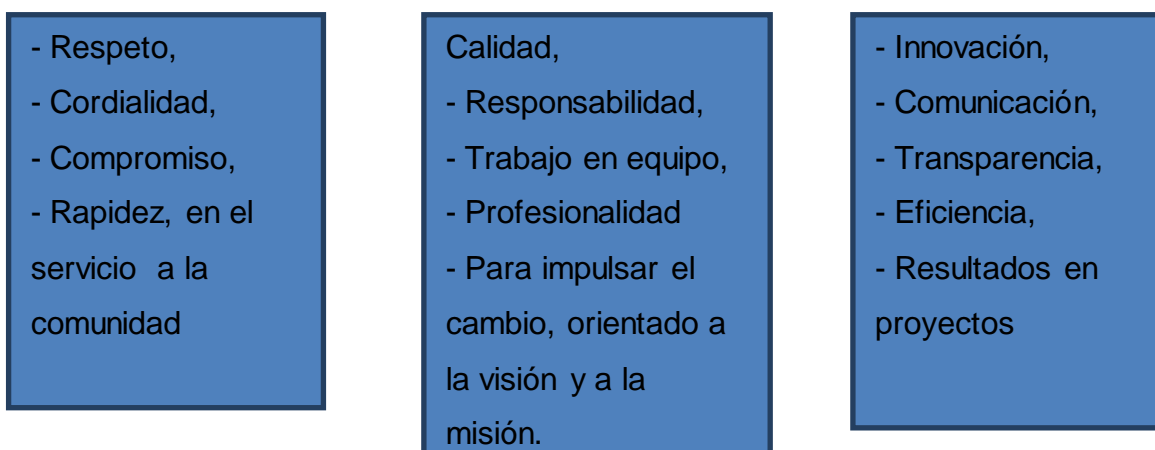 - Respeto,
- Cordialidad,
- Compromiso,
- Rapidez, en el
servicio a la
comunidad
Calidad,
- Responsabilidad,
- Trabajo en equipo,
- Profesionalidad
- Para impulsar el
cambio, orientado a
la visión y a la
misión.
- Innovación,
- Comunicación,
- Transparencia,
- Eficiencia,
- Resultados en
proyectos